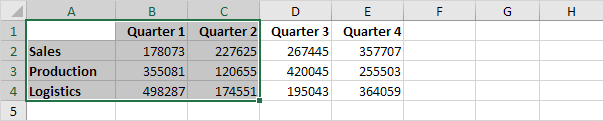 A B C D E F G H
1 Quarter 1 Quarter 2 Quarter 3 Quarter 4
2 Sales 178073 227625 267445 357707
3 Production 355081 120655 420045 255503
4 Logistics 498287 174551 195043 364059
5